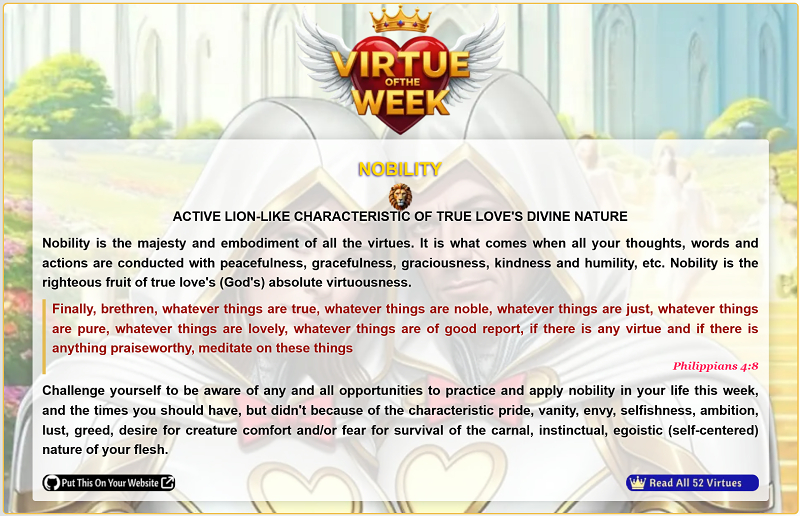 VIRTUE
OF THE
WEEK
NOBILITY
ACTIVE LION-LIKE CHARACTERISTIC OF TRUE LOVE'S DIVINE NATURE
Nobility is the majesty and embodiment of all the virtues. It is what comes when all your thoughts, words and
actions are conducted with peacefulness, gracefulness, graciousness, kindness and humility, etc. Nobility is the
righteous fruit of true love's (God's) absolute virtuousness.
Finally, brethren, whatever things are true, whatever things are noble, whatever things are just, whatever things
are pure, whatever things are lovely, whatever things are of good report, if there is any virtue and if there is
anything praiseworthy, meditate on these things
Philippians 4:8
Challenge yourself to be aware of any and all opportunities to practice and apply nobility in your life this week,
and the times you should have, but didn't because of the characteristic pride, vanity, envy, selfishness, ambition,
lust, greed, desire for creature comfort and/or fear for survival of the carnal, instinctual, egoistic (self-centered)
nature of your flesh.
Put This On Your Website
Read All 52 Virtues